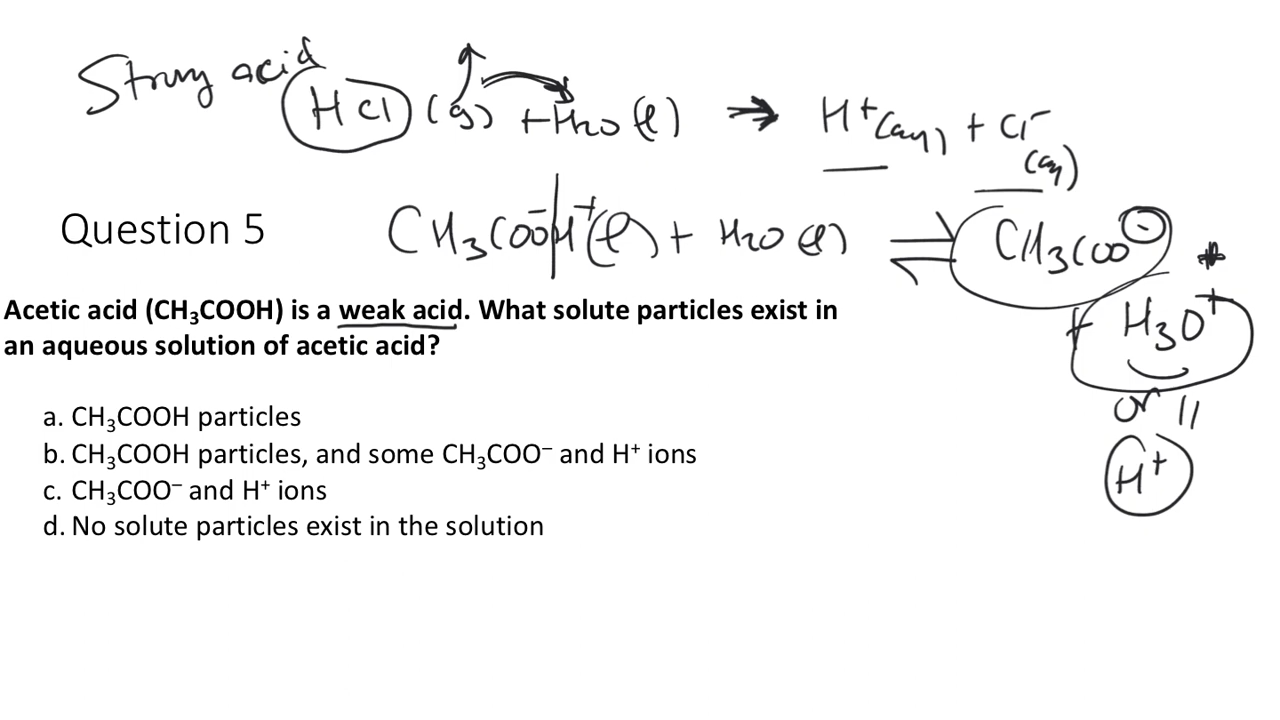 Strong acid
HCl (g) + H₂O (l) → H⁺(aq) + Cl⁻(aq)
Question 5
CH₃COO⁻H⁺(l) + H₂O (l) ⇌ CH₃COO⁻
+ H₃O⁺
Acetic acid (CH₃COOH) is a weak acid. What solute particles exist in
an aqueous solution of acetic acid?
or
H⁺
a. CH₃COOH particles
b. CH₃COOH particles, and some CH₃COO⁻ and H⁺ ions
c. CH₃COO⁻ and H⁺ ions
d. No solute particles exist in the solution